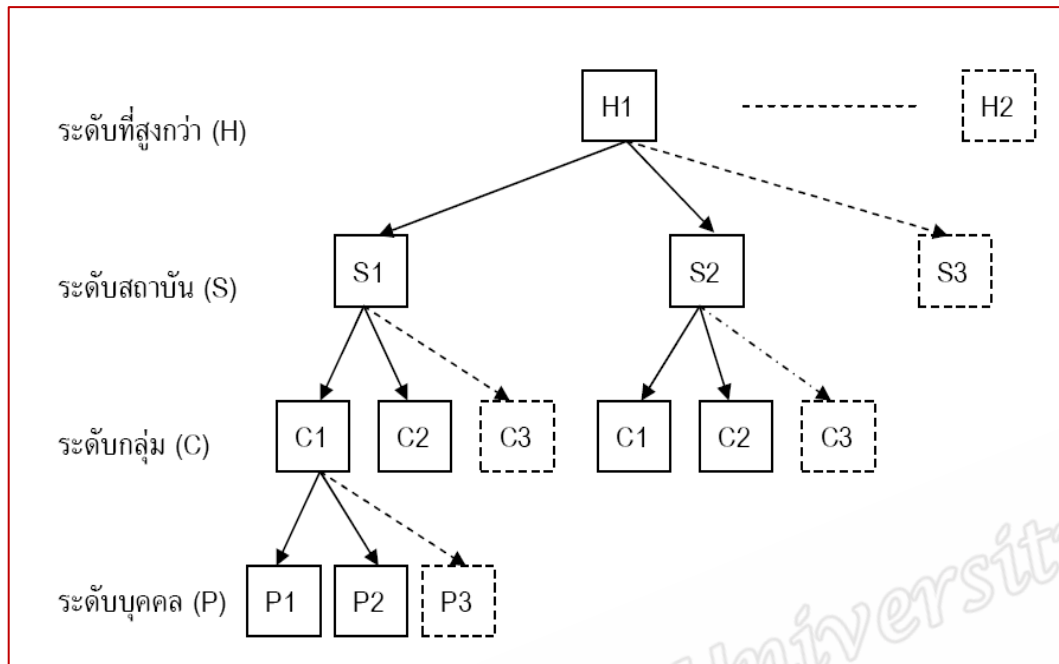 H1 H2
ระดับที่สูงกว่า (H)
S1 S2 S3
ระดับสถาบัน (S)
C1 C2 C3 C1 C2 C3
ระดับกลุ่ม (C)
ระดับบุคคล (P) P1 P2 P3
University